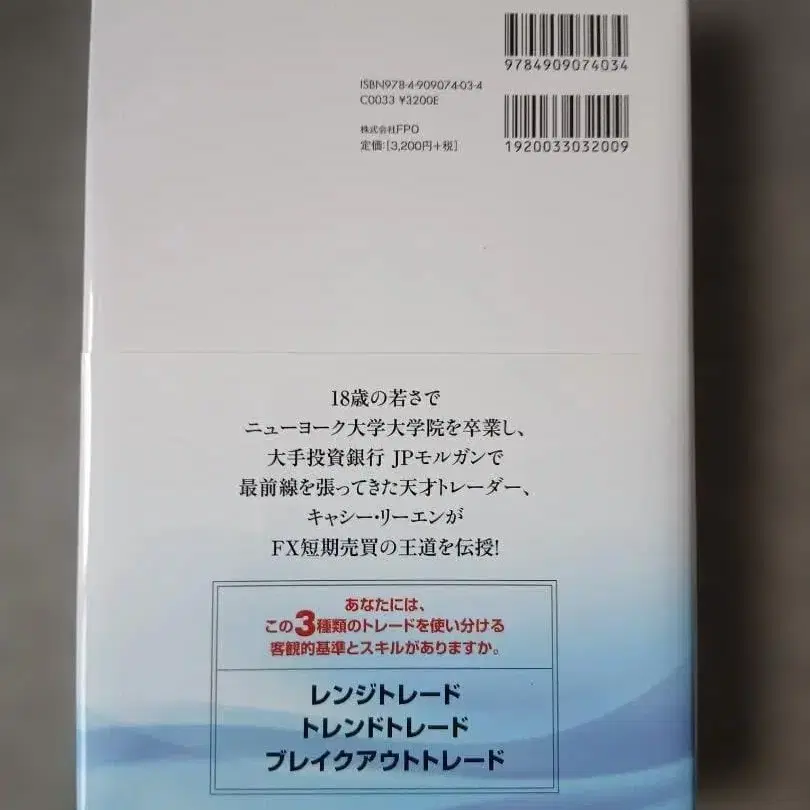 9784909074034
ISBN978-4-909074-03-4
C0033 ¥3200E
株式会社FPO
定価:[3,200円+税]
1920033032009
18歳の若さで
ニューヨーク大学大学院を卒業し、
大手投資銀行 JPモルガンで
最前線を張ってきた天才トレーダー、
キャシー・リーエンが
FX短期売買の王道を伝授!
あなたには、
この3種類のトレードを使い分ける
客観的基準とスキルがありますか。
レンジトレード
トレンドトレード
ブレイクアウトトレード